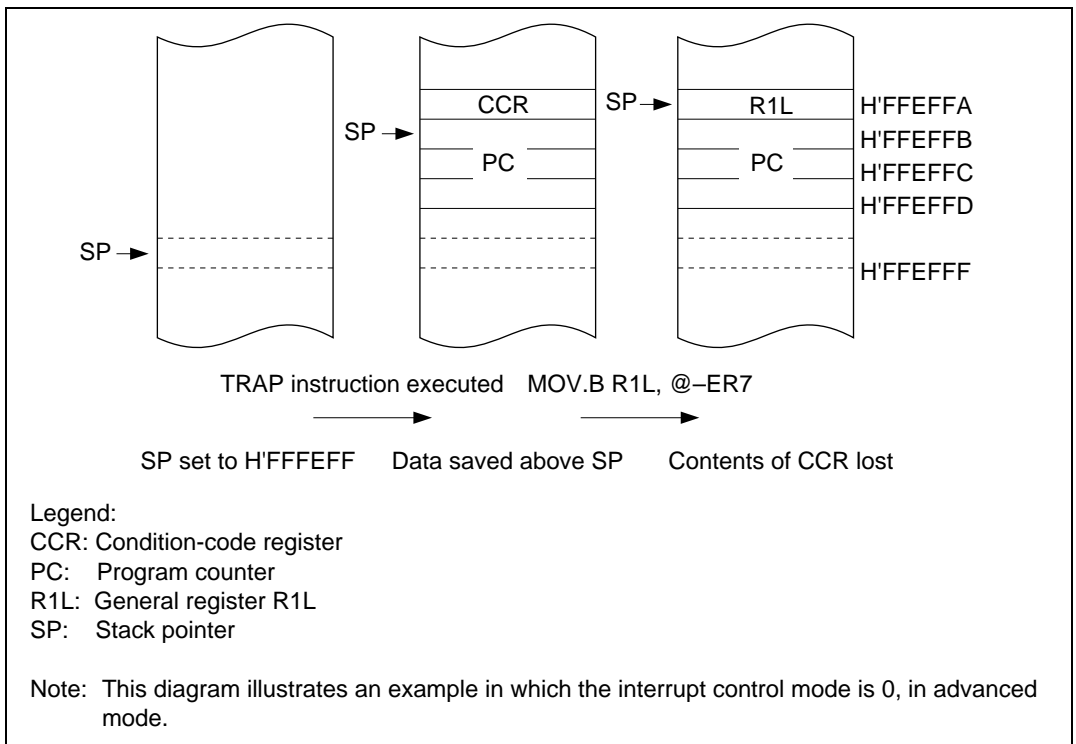 CCR
SP
R1L
H'FFEFFA
SP
H'FFEFFB
PC
PC
H'FFEFFC
H'FFEFFD
SP
H'FFEFFF
TRAP instruction executed
MOV.B R1L, @–ER7
SP set to H'FFFEFF
Data saved above SP
Contents of CCR lost
Legend:
CCR: Condition-code register
PC: Program counter
R1L: General register R1L
SP: Stack pointer
Note: This diagram illustrates an example in which the interrupt control mode is 0, in advanced
mode.